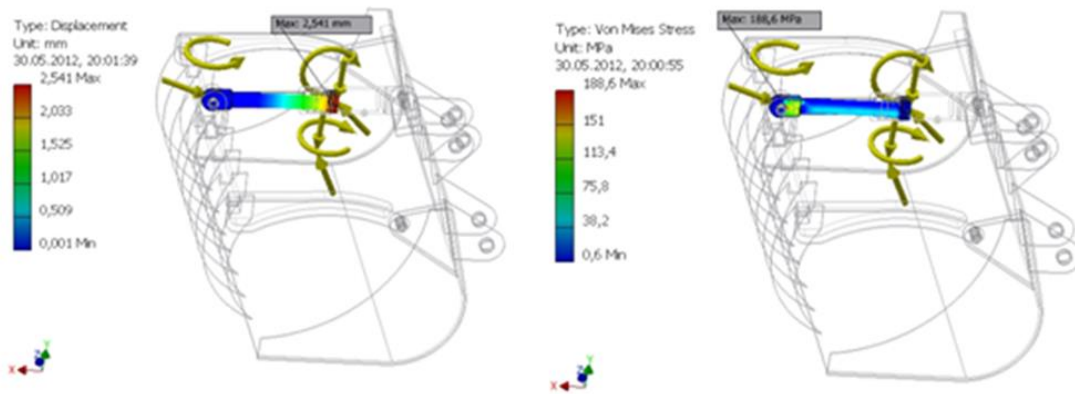 Type: Displacement
Unit: mm
30.05.2012, 20:01:39
2,541 Max
2,033
1,525
1,017
0,509
0,001 Min
Max: 2,541 mm
X
Y
Z
Type: Von Mises Stress
Unit: MPa
30.05.2012, 20:00:55
188,6 Max
151
113,4
75,8
38,2
0,6 Min
Max: 188,6 MPa
X
Y
Z